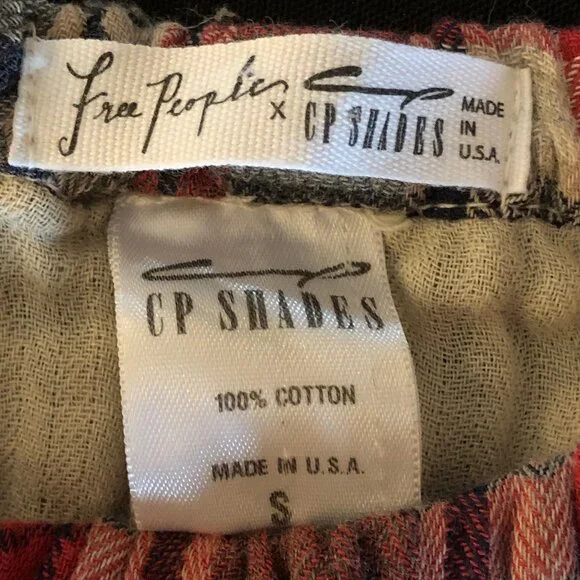 Free People x CP SHADES MADE
IN
U.S.A.
CP SHADES
100% COTTON
MADE IN U.S.A.
S